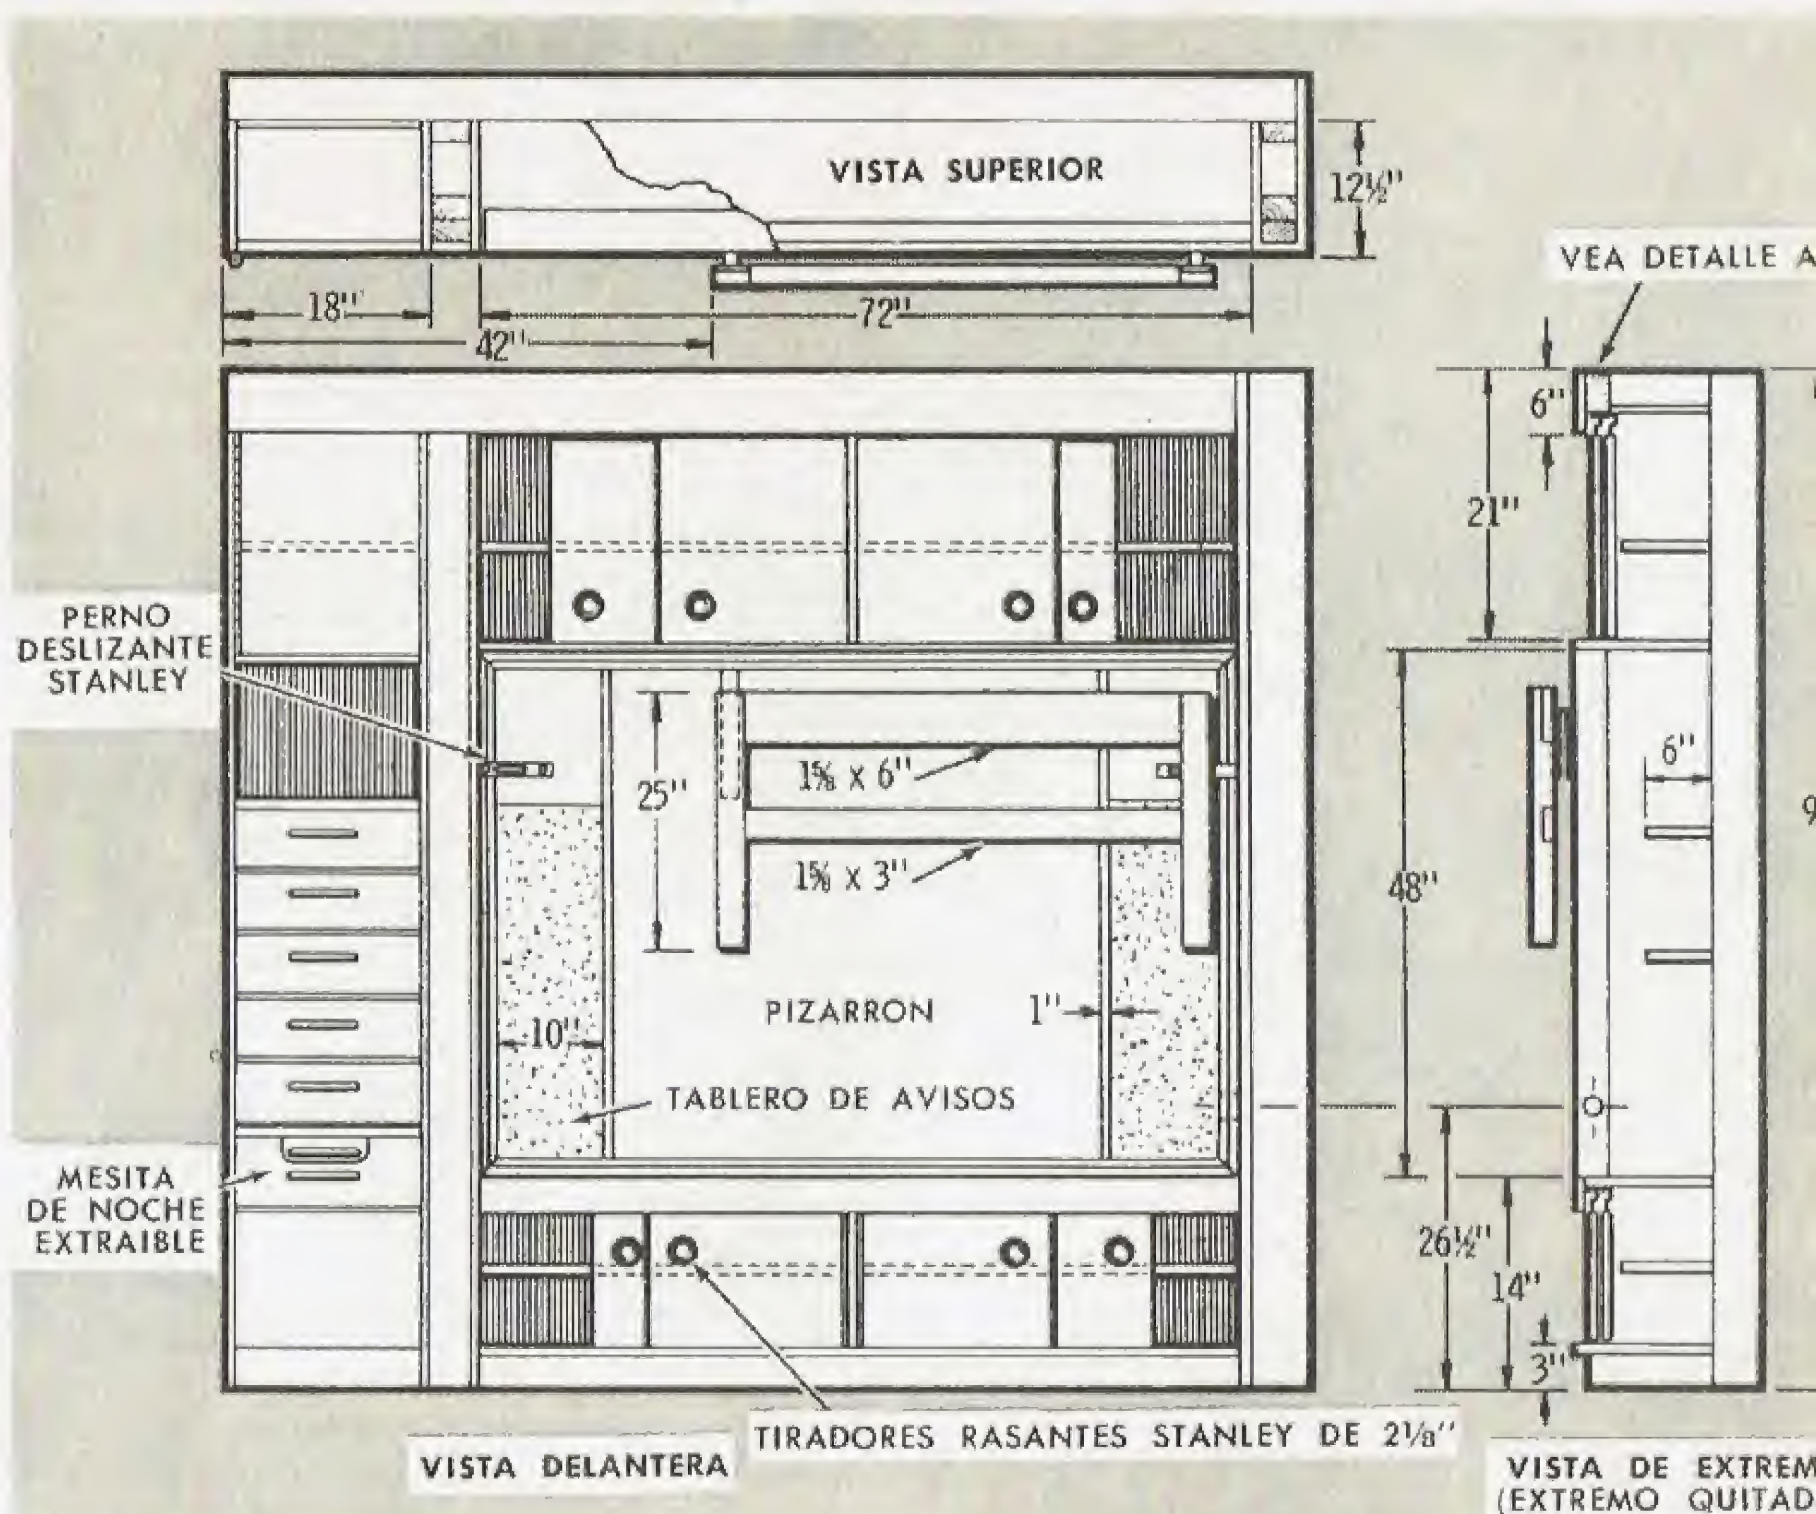 VISTA SUPERIOR
12½"
18"
72"
42"
VEA DETALLE A
6"
21"
PERNO
DESLIZANTE
STANLEY
25"
1⅝ X 6"
6"
9
1⅝ X 3"
48"
PIZARRON
1"
10"
TABLERO DE AVISOS
MESITA
DE NOCHE
EXTRAIBLE
26½"
14"
3"
TIRADORES RASANTES STANLEY DE 2⅛"
VISTA DELANTERA
VISTA DE EXTREM
(EXTREMO QUITAD